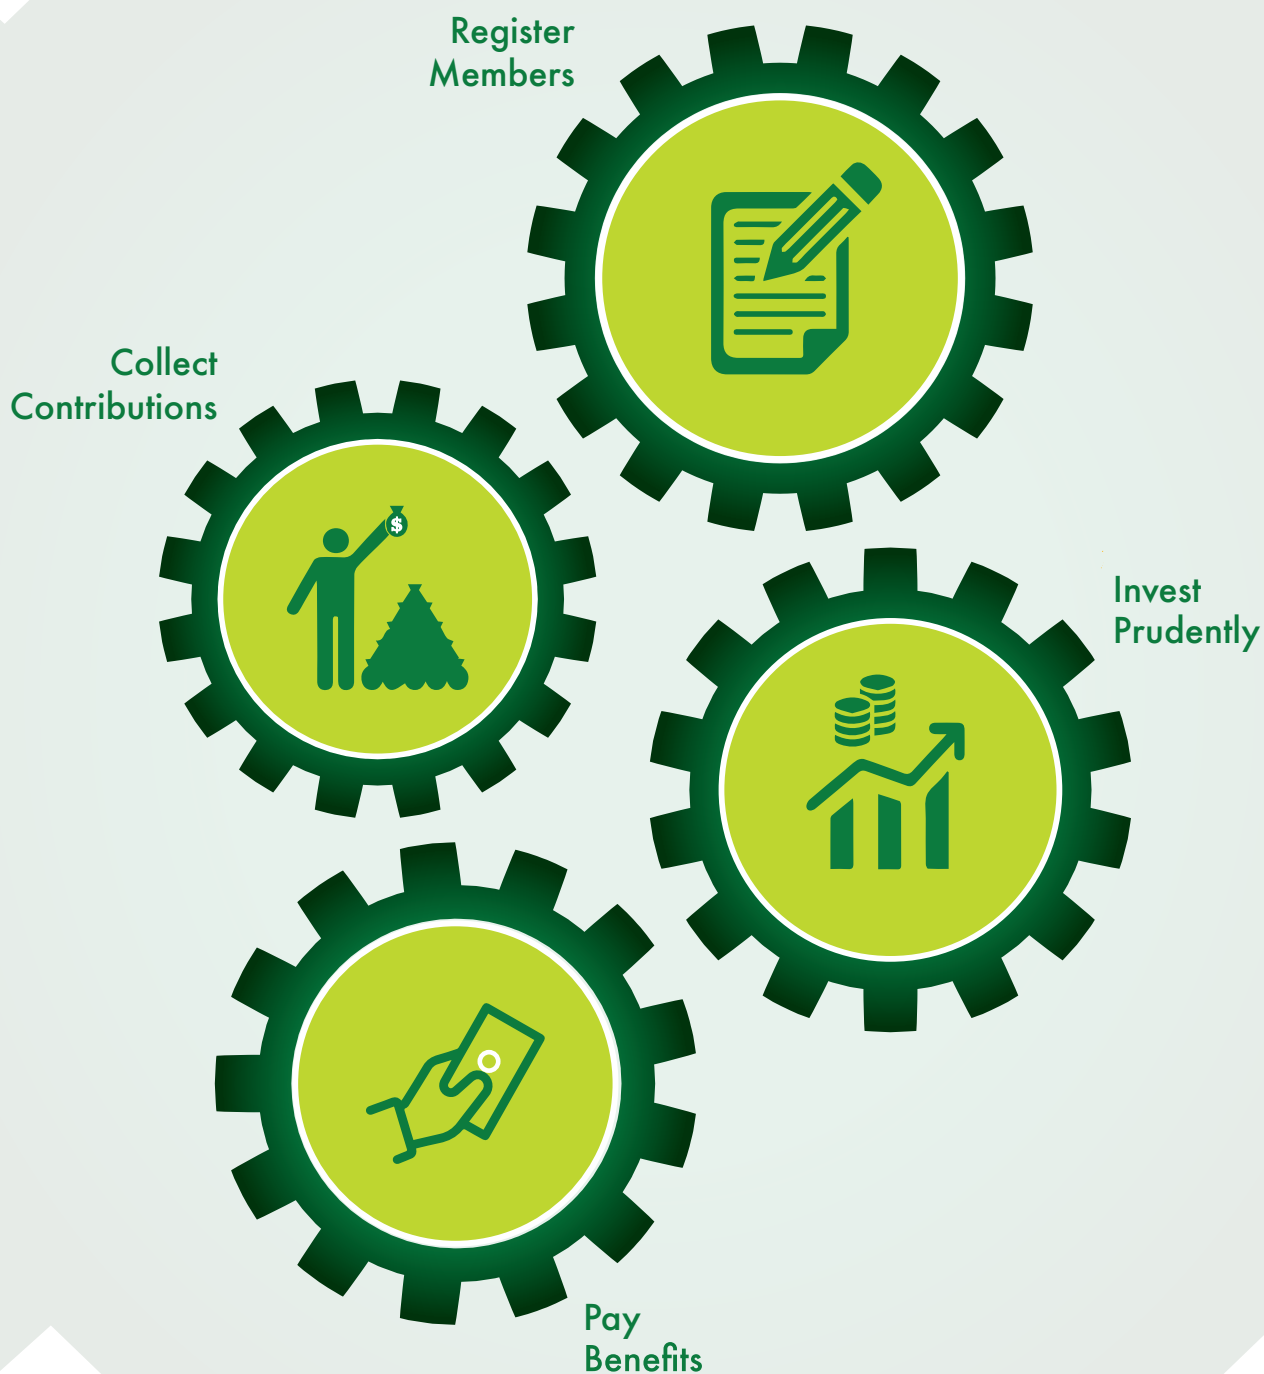 Register
Members
Collect
Contributions
$
Invest
Prudently
Pay
Benefits